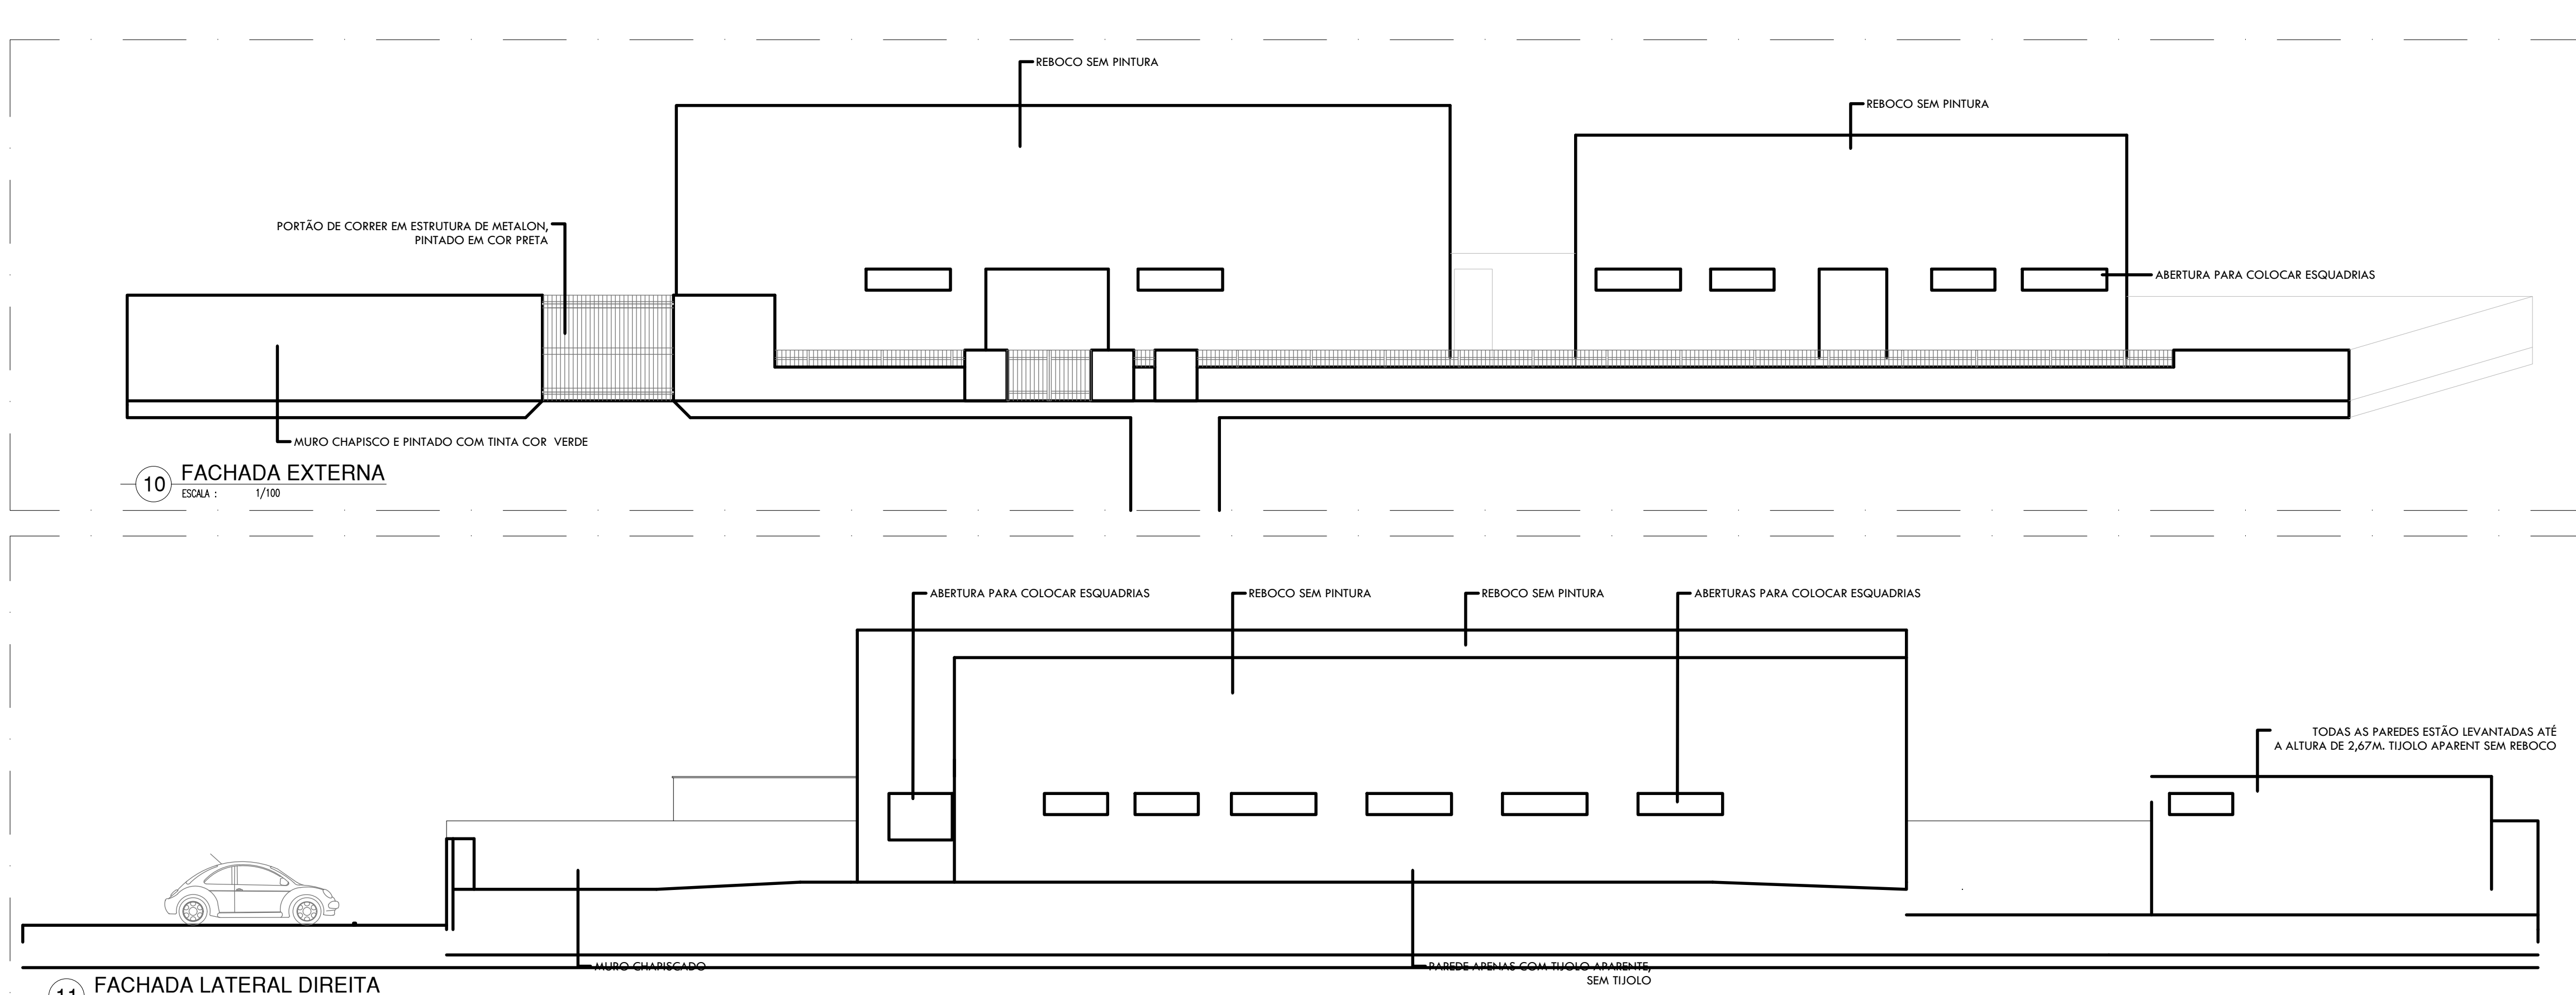 REBOCO SEM PINTURA
REBOCO SEM PINTURA
PORTÃO DE CORRER EM ESTRUTURA DE METALON,
PINTADO EM COR PRETA
ABERTURA PARA COLOCAR ESQUADRIAS
MURO CHAPISCO E PINTADO COM TINTA COR VERDE
10 FACHADA EXTERNA
ESCALA : 1/100
ABERTURA PARA COLOCAR ESQUADRIAS
REBOCO SEM PINTURA
REBOCO SEM PINTURA
ABERTURAS PARA COLOCAR ESQUADRIAS
TODAS AS PAREDES ESTÃO LEVANTADAS ATÉ
A ALTURA DE 2,67M. TIJOLO APARENT SEM REBOCO
MURO CHAPISCADO
PAREDE APENAS COM TIJOLO APARENTE,
SEM TIJOLO
11 FACHADA LATERAL DIREITA